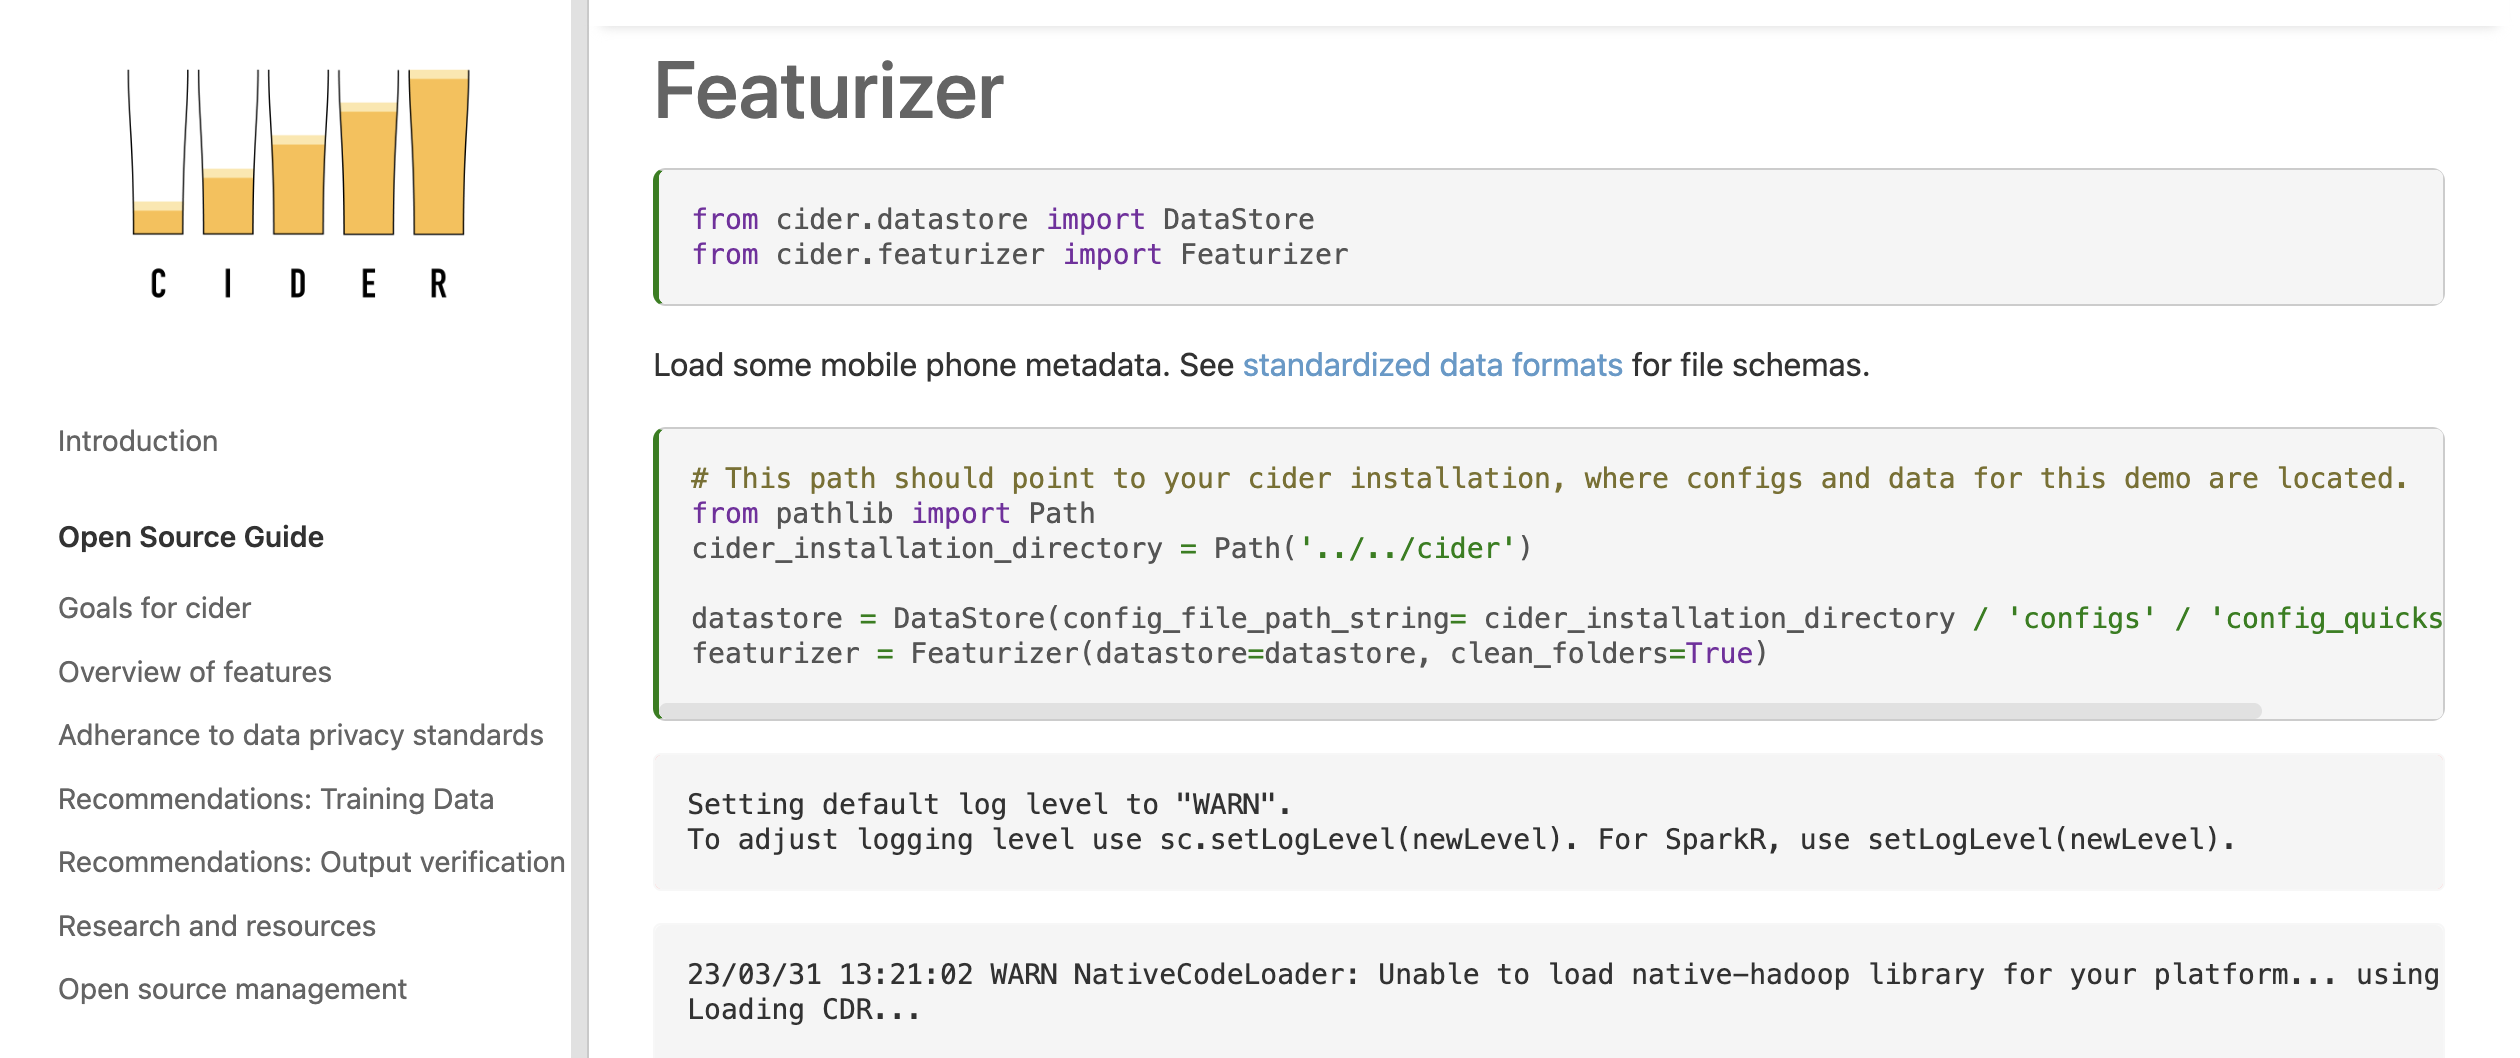 C I D E R
Introduction
Open Source Guide
Goals for cider
Overview of features
Adherance to data privacy standards
Recommendations: Training Data
Recommendations: Output verification
Research and resources
Open source management
Featurizer
from cider.datastore import DataStore
from cider.featurizer import Featurizer
Load some mobile phone metadata. See standardized data formats for file schemas.
# This path should point to your cider installation, where configs and data for this demo are located.
from pathlib import Path
cider_installation_directory = Path('../../cider')
datastore = DataStore(config_file_path_string= cider_installation_directory / 'configs' / 'config_quicks
featurizer = Featurizer(datastore=datastore, clean_folders=True)
Setting default log level to "WARN".
To adjust logging level use sc.setLogLevel(newLevel). For SparkR, use setLogLevel(newLevel).
23/03/31 13:21:02 WARN NativeCodeLoader: Unable to load native-hadoop library for your platform... using
Loading CDR...